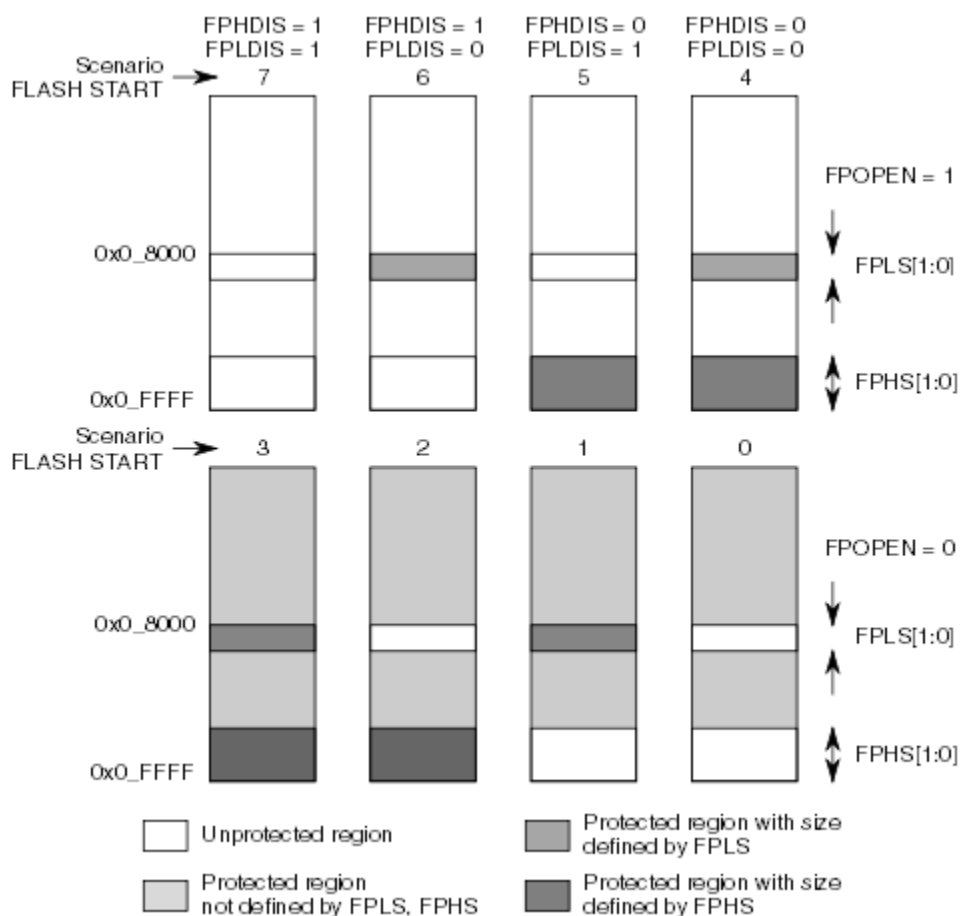 FPHDIS = 1 FPHDIS = 1 FPHDIS = 0 FPHDIS = 0
FPLDIS = 1 FPLDIS = 0 FPLDIS = 1 FPLDIS = 0
Scenario 7 6 5 4
FLASH START
FPOPEN = 1
0x0_8000
FPLS[1:0]
FPHS[1:0]
0x0_FFFF
Scenario 3 2 1 0
FLASH START
FPOPEN = 0
0x0_8000
FPLS[1:0]
FPHS[1:0]
0x0_FFFF
Unprotected region
Protected region with size
defined by FPLS
Protected region
not defined by FPLS, FPHS
Protected region with size
defined by FPHS